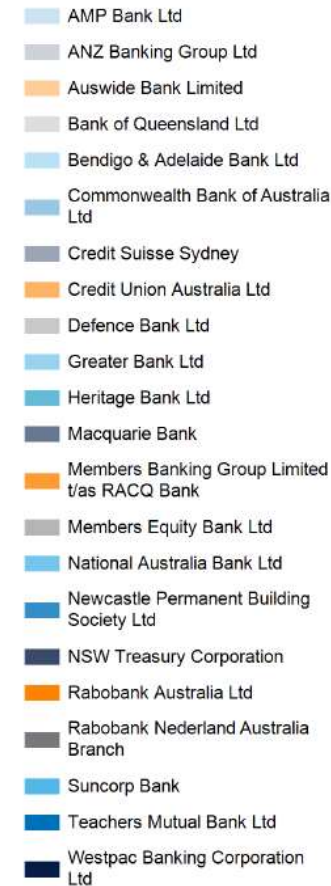 AMP Bank Ltd
ANZ Banking Group Ltd
Auswide Bank Limited
Bank of Queensland Ltd
Bendigo & Adelaide Bank Ltd
Commonwealth Bank of Australia
Ltd
Credit Suisse Sydney
Credit Union Australia Ltd
Defence Bank Ltd
Greater Bank Ltd
Heritage Bank Ltd
Macquarie Bank
Members Banking Group Limited
t/as RACQ Bank
Members Equity Bank Ltd
National Australia Bank Ltd
Newcastle Permanent Building
Society Ltd
NSW Treasury Corporation
Rabobank Australia Ltd
Rabobank Nederland Australia
Branch
Suncorp Bank
Teachers Mutual Bank Ltd
Westpac Banking Corporation
Ltd